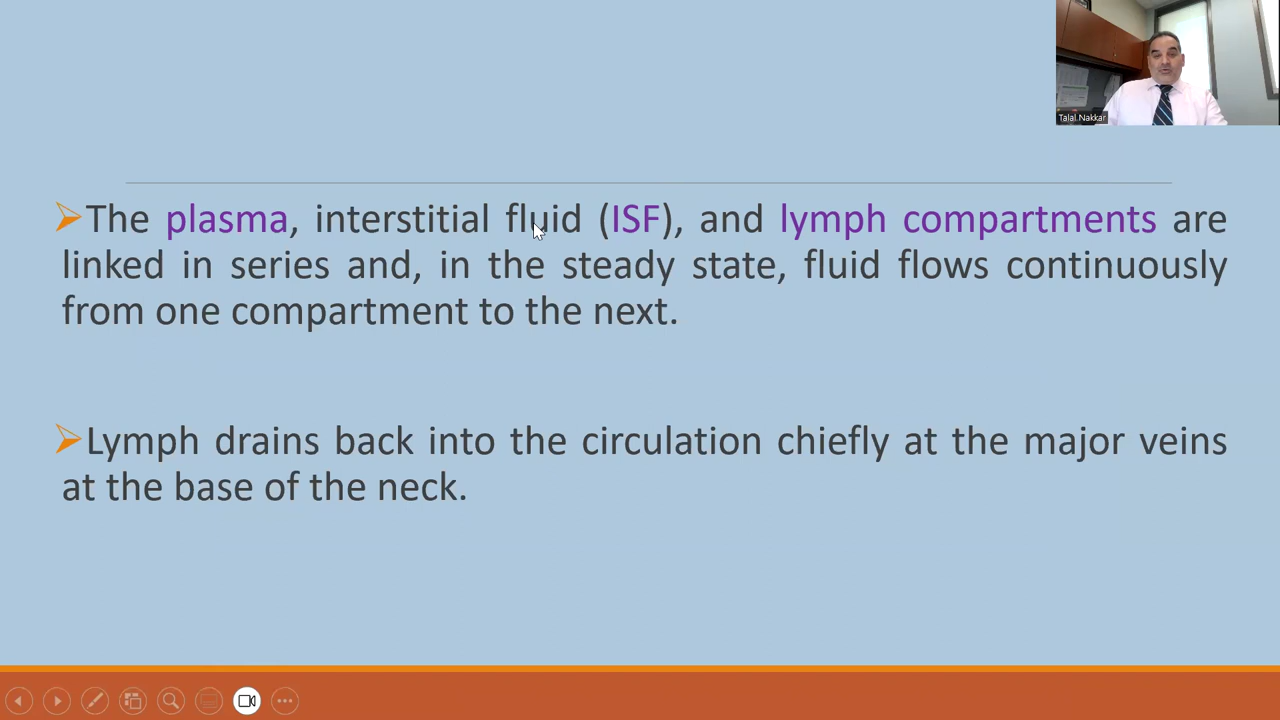 Talal Nakkar
The plasma, interstitial fluid (ISF), and lymph compartments are
linked in series and, in the steady state, fluid flows continuously
from one compartment to the next.
Lymph drains back into the circulation chiefly at the major veins
at the base of the neck.